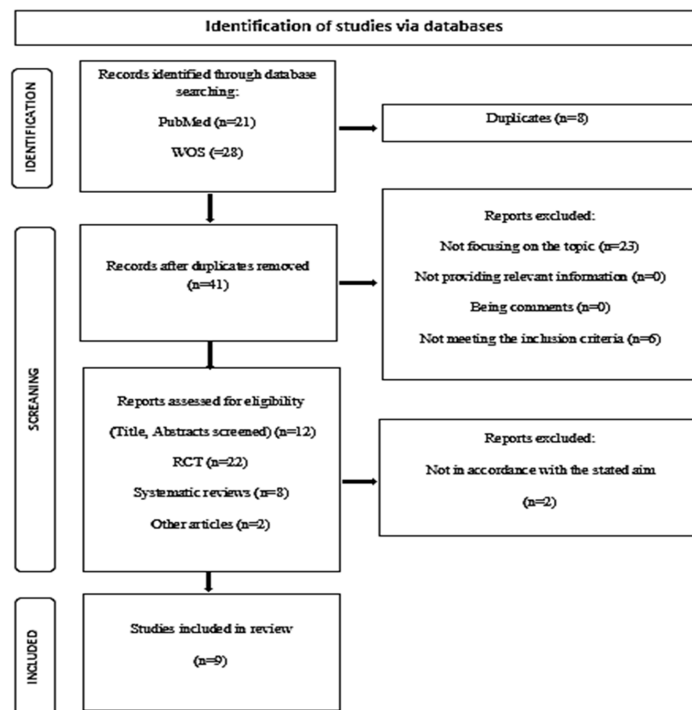 Identification of studies via databases
IDENTIFICATION
Records identified through database
searching:
PubMed (n=21)
WOS (=28)
Duplicates (n=8)
SCREANING
Records after duplicates removed
(n=41)
Reports excluded:
Not focusing on the topic (n=23)
Not providing relevant information (n=0)
Being comments (n=0)
Not meeting the inclusion criteria (n=6)
Reports assessed for eligibility
(Title, Abstracts screened) (n=12)
RCT (n=22)
Systematic reviews (n=8)
Other articles (n=2)
Reports excluded:
Not in accordance with the stated aim
(n=2)
INCLUDED
Studies included in review
(n=9)